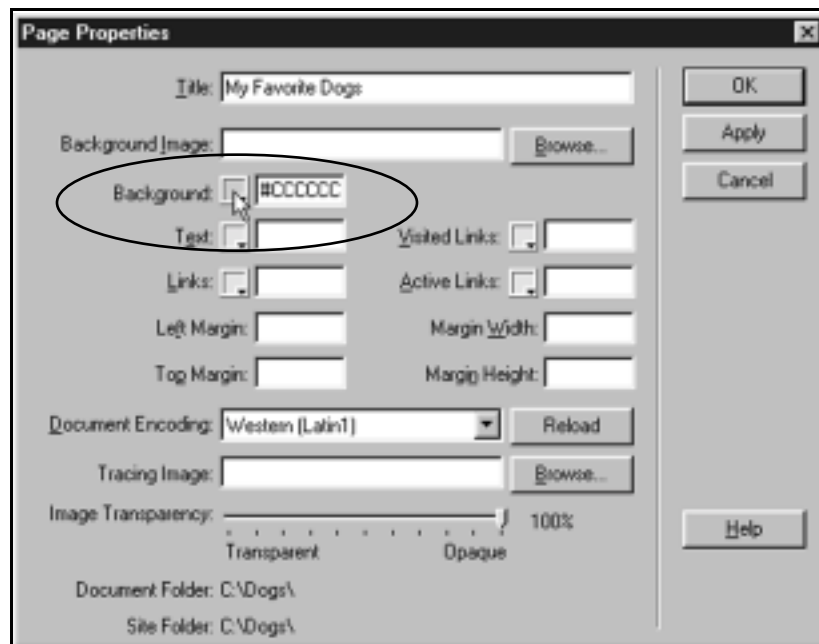 Page Properties
Title: My Favorite Dogs
OK
Background Image:
Browse...
Apply
Background: #CCCCCC
Cancel
Text:
Visited Links:
Links:
Active Links:
Left Margin:
Margin Width:
Top Margin:
Margin Height:
Document Encoding: Western (Latin1)
Reload
Tracing Image:
Browse...
Image Transparency:
100%
Help
Transparent
Opaque
Document Folder: C:\Dogs\
Site Folder: C:\Dogs\